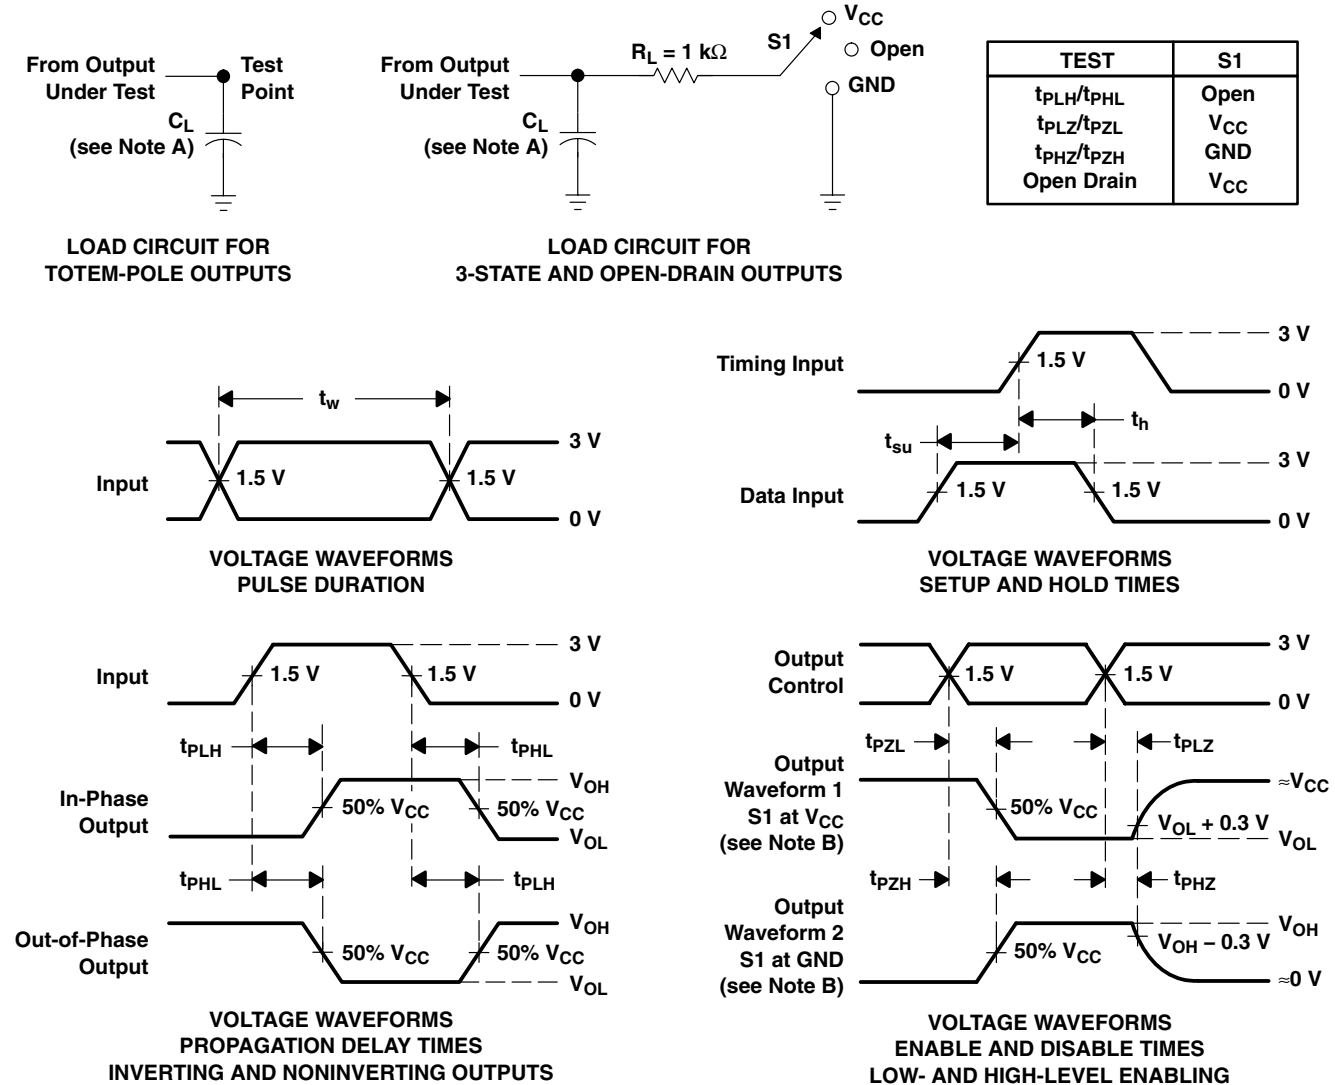 From Output
Under Test
Test
Point
CL
(see Note A)
LOAD CIRCUIT FOR
TOTEM-POLE OUTPUTS
From Output
Under Test
RL = 1 kΩ
S1
VCC
Open
GND
CL
(see Note A)
LOAD CIRCUIT FOR
3-STATE AND OPEN-DRAIN OUTPUTS
TEST S1
tPLH/tPHL Open
tPLZ/tPZL VCC
tPHZ/tPZH GND
Open Drain VCC
tw
Input
1.5 V
1.5 V
3 V
0 V
VOLTAGE WAVEFORMS
PULSE DURATION
Timing Input
1.5 V
3 V
0 V
th
tsu
Data Input
1.5 V
1.5 V
3 V
0 V
VOLTAGE WAVEFORMS
SETUP AND HOLD TIMES
Input
1.5 V
1.5 V
3 V
0 V
tPLH
tPHL
In-Phase
Output
50% VCC
50% VCC
VOH
VOL
tPHL
tPLH
Out-of-Phase
Output
50% VCC
50% VCC
VOH
VOL
VOLTAGE WAVEFORMS
PROPAGATION DELAY TIMES
INVERTING AND NONINVERTING OUTPUTS
Output
Control
1.5 V
1.5 V
3 V
0 V
tPZL
tPLZ
Output
Waveform 1
S1 at VCC
(see Note B)
50% VCC
VOL + 0.3 V
≈VCC
VOL
tPZH
tPHZ
Output
Waveform 2
S1 at GND
(see Note B)
50% VCC
VOH − 0.3 V
VOH
≈0 V
VOLTAGE WAVEFORMS
ENABLE AND DISABLE TIMES
LOW- AND HIGH-LEVEL ENABLING